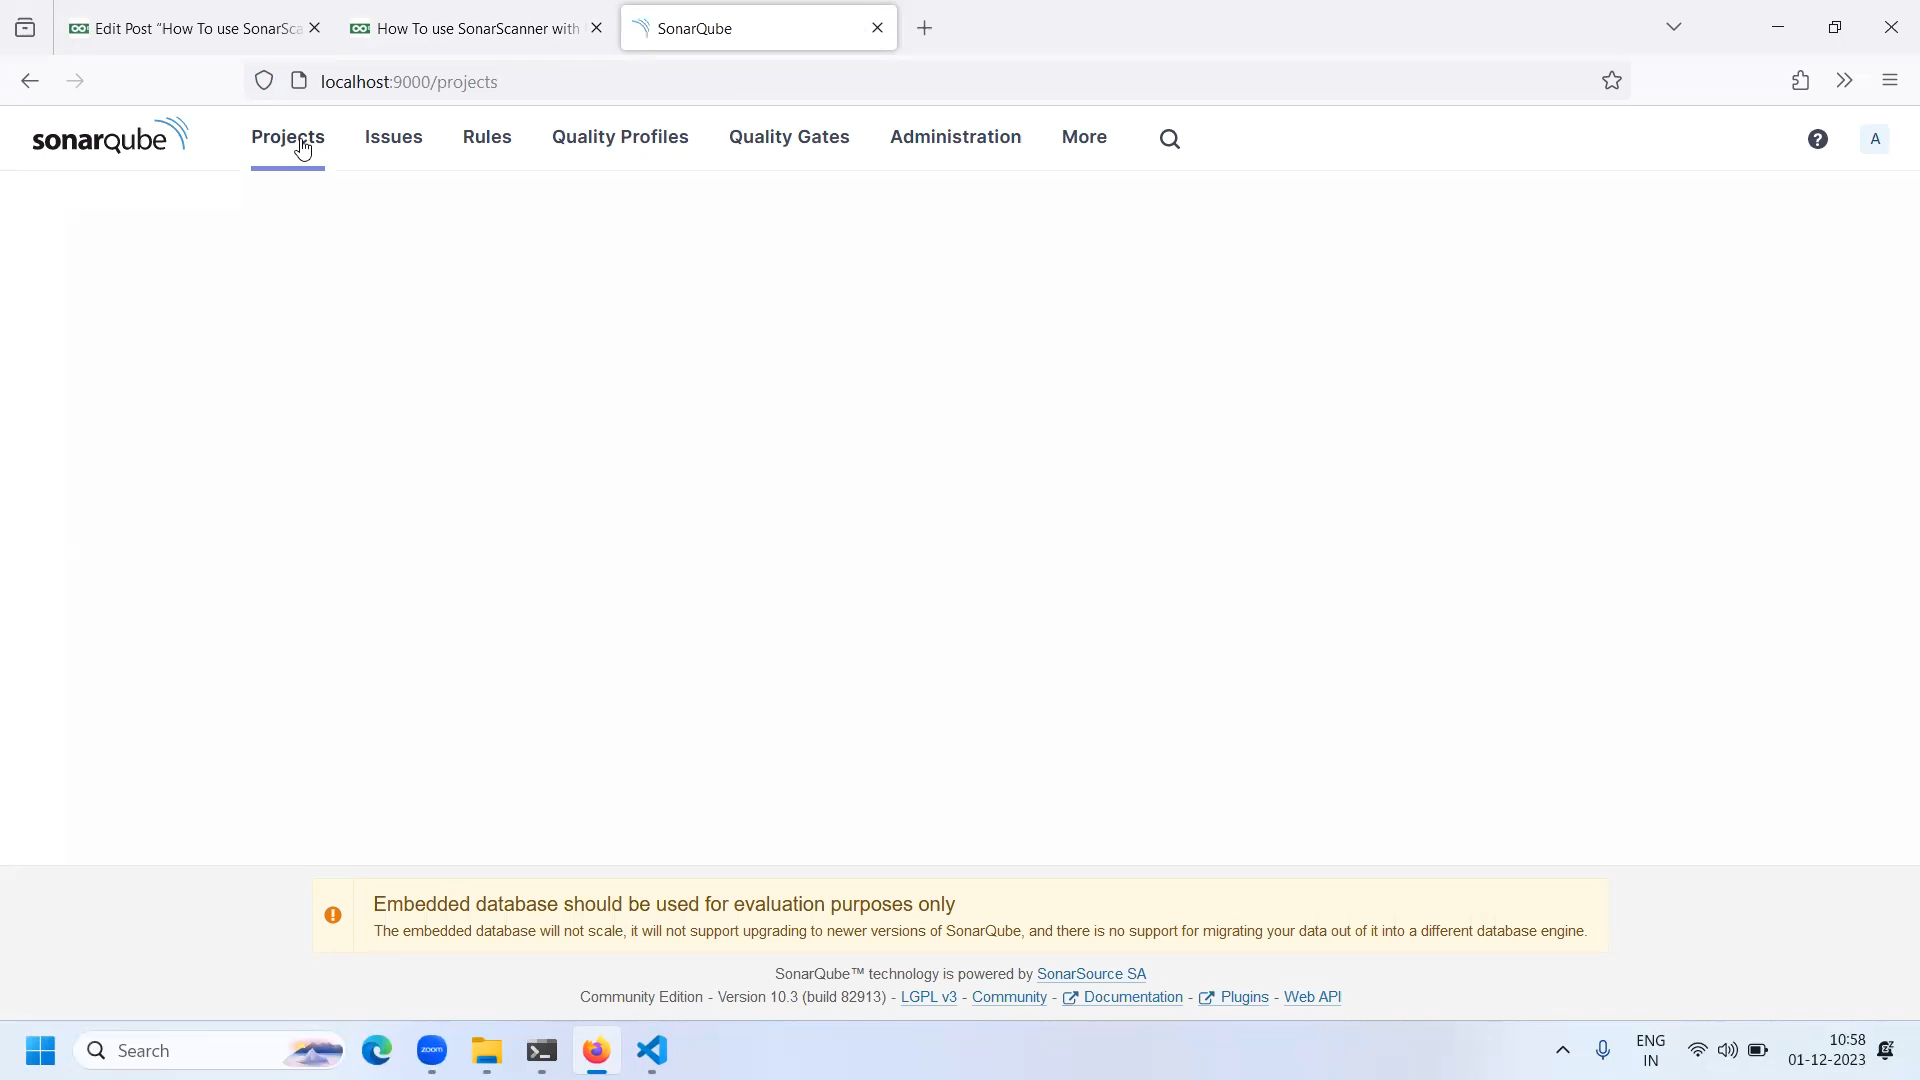 Edit Post “How To use SonarSca
How To use SonarScanner with
SonarQube
localhost:9000/projects
sonarqube
Projects
Issues
Rules
Quality Profiles
Quality Gates
Administration
More
?
A
Embedded database should be used for evaluation purposes only
The embedded database will not scale, it will not support upgrading to newer versions of SonarQube, and there is no support for migrating your data out of it into a different database engine.
SonarQube™ technology is powered by SonarSource SA
Community Edition - Version 10.3 (build 82913) - LGPL v3 - Community - Documentation - Plugins - Web API
Search
zoom
ENG
IN
10:58
01-12-2023